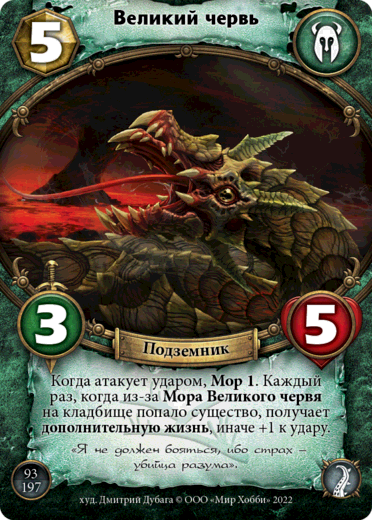 Великий червь
5
3
5
Подземник
Когда атакует ударом, Мор 1. Каждый
раз, когда из-за Мора Великого червя
на кладбище попало существо, получает
дополнительную жизнь, иначе +1 к удару.
«Я не должен бояться, ибо страх –
убийца разума».
93
197
худ. Дмитрий Дубага © ООО «Мир Хобби» 2022